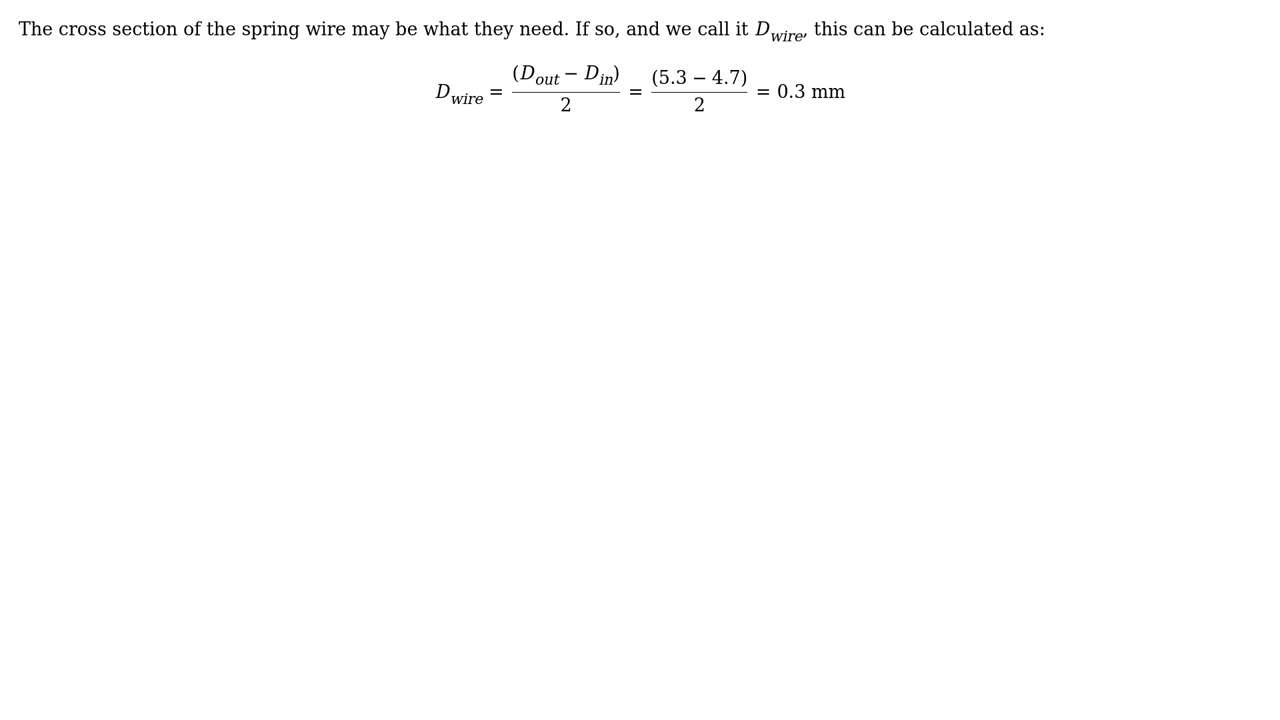 The cross section of the spring wire may be what they need. If so, and we call it D_wire, this can be calculated as:
D_wire = (D_out − D_in) / 2 = (5.3 − 4.7) / 2 = 0.3 mm